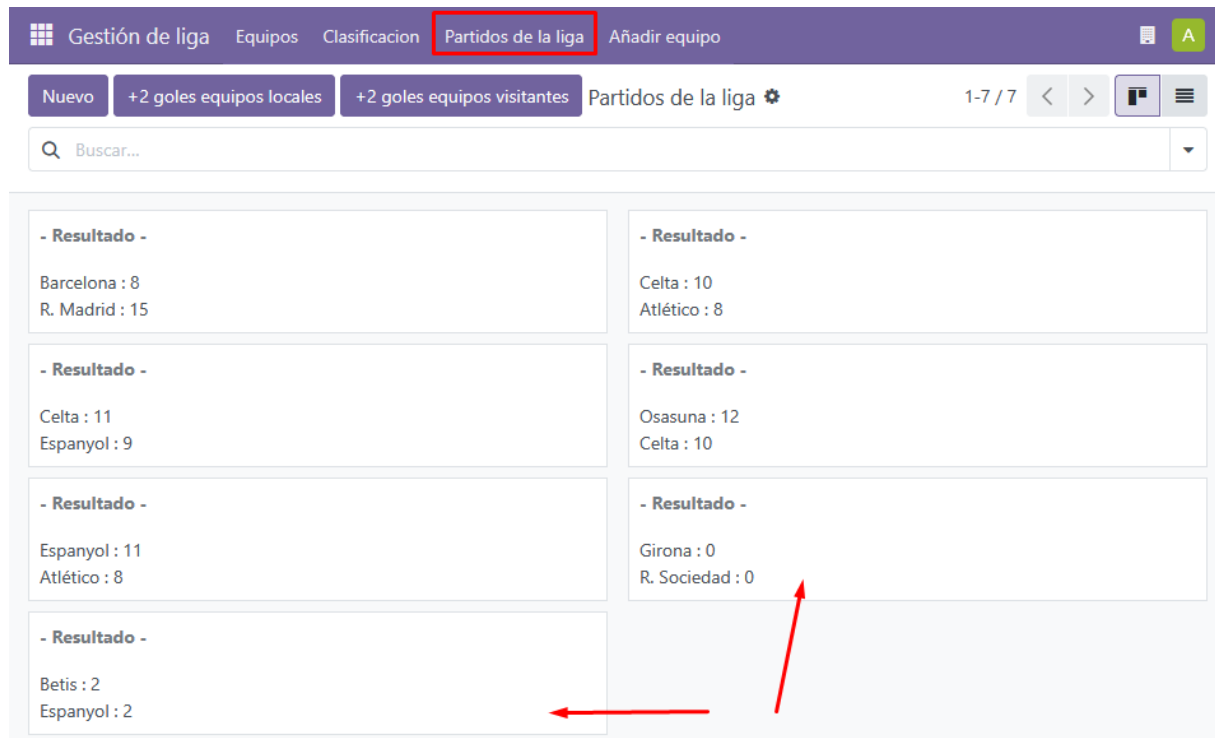 Gestión de liga Equipos Clasificacion Partidos de la liga Añadir equipo A
Nuevo +2 goles equipos locales +2 goles equipos visitantes Partidos de la liga 1-7 / 7
Buscar...
- Resultado -
Barcelona : 8
R. Madrid : 15
- Resultado -
Celta : 10
Atlético : 8
- Resultado -
Celta : 11
Espanyol : 9
- Resultado -
Osasuna : 12
Celta : 10
- Resultado -
Espanyol : 11
Atlético : 8
- Resultado -
Girona : 0
R. Sociedad : 0
- Resultado -
Betis : 2
Espanyol : 2